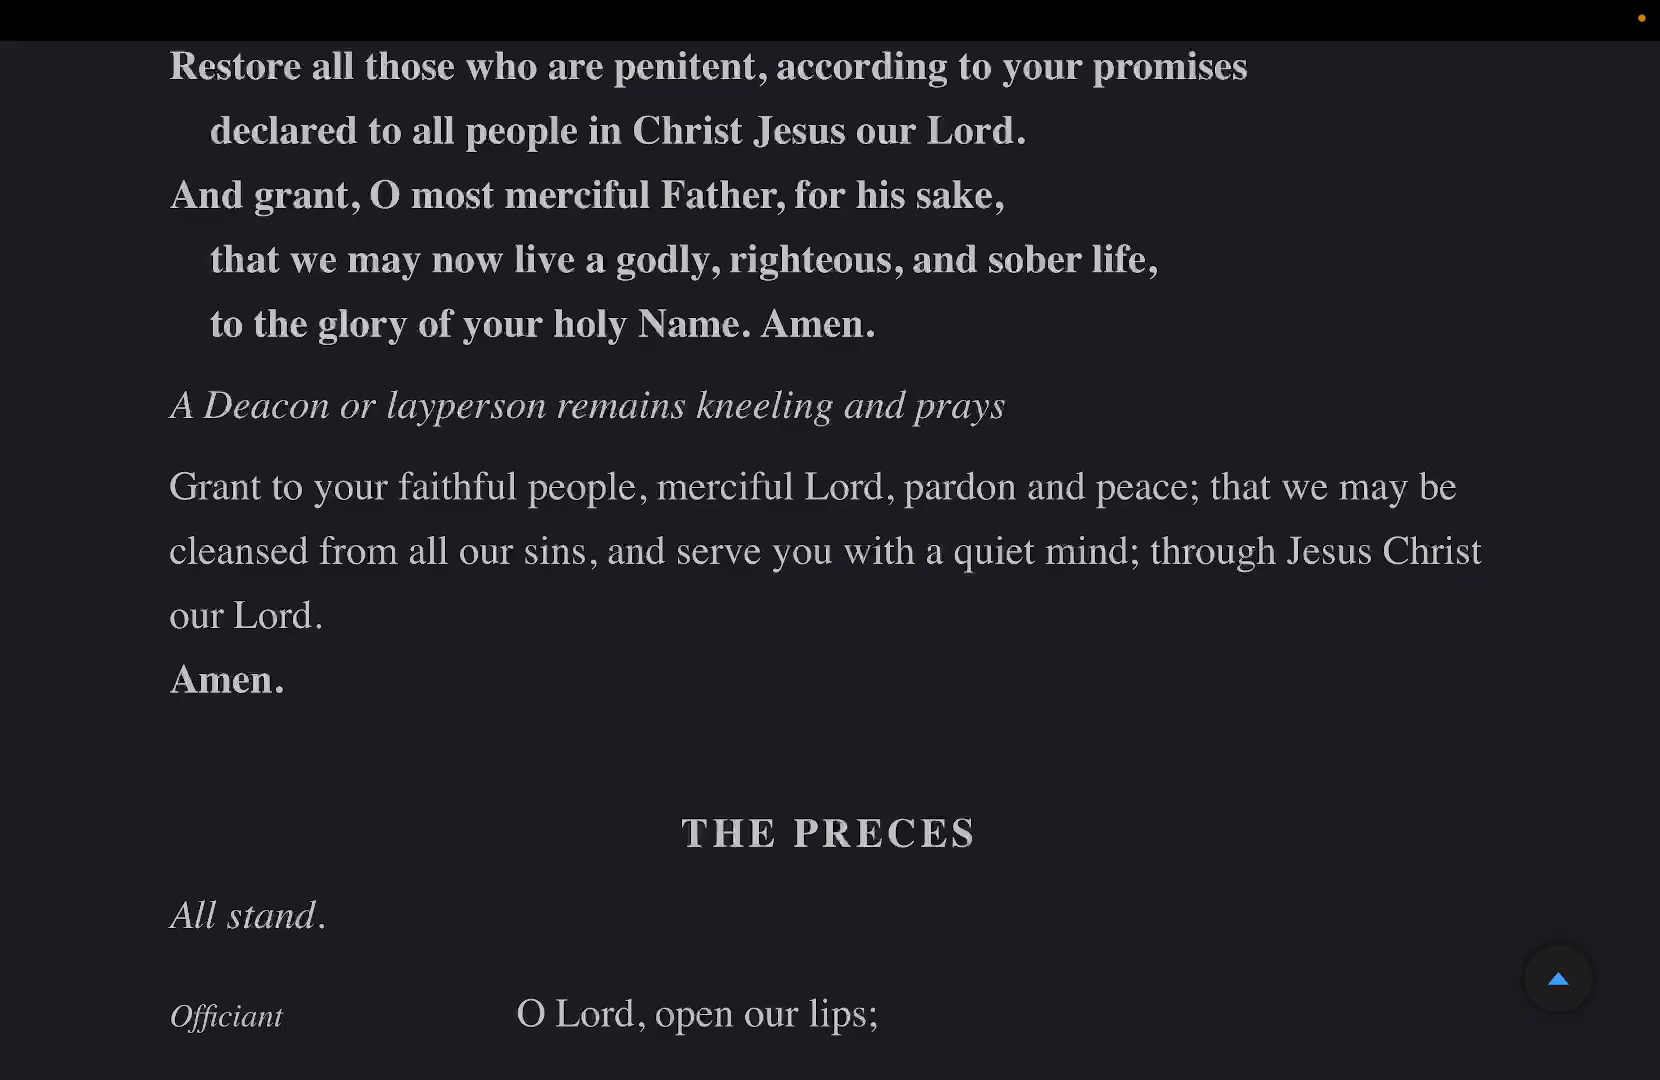 Restore all those who are penitent, according to your promises
declared to all people in Christ Jesus our Lord.
And grant, O most merciful Father, for his sake,
that we may now live a godly, righteous, and sober life,
to the glory of your holy Name. Amen.
A Deacon or layperson remains kneeling and prays
Grant to your faithful people, merciful Lord, pardon and peace; that we may be
cleansed from all our sins, and serve you with a quiet mind; through Jesus Christ
our Lord.
Amen.
THE PRECES
All stand.
Officiant O Lord, open our lips;